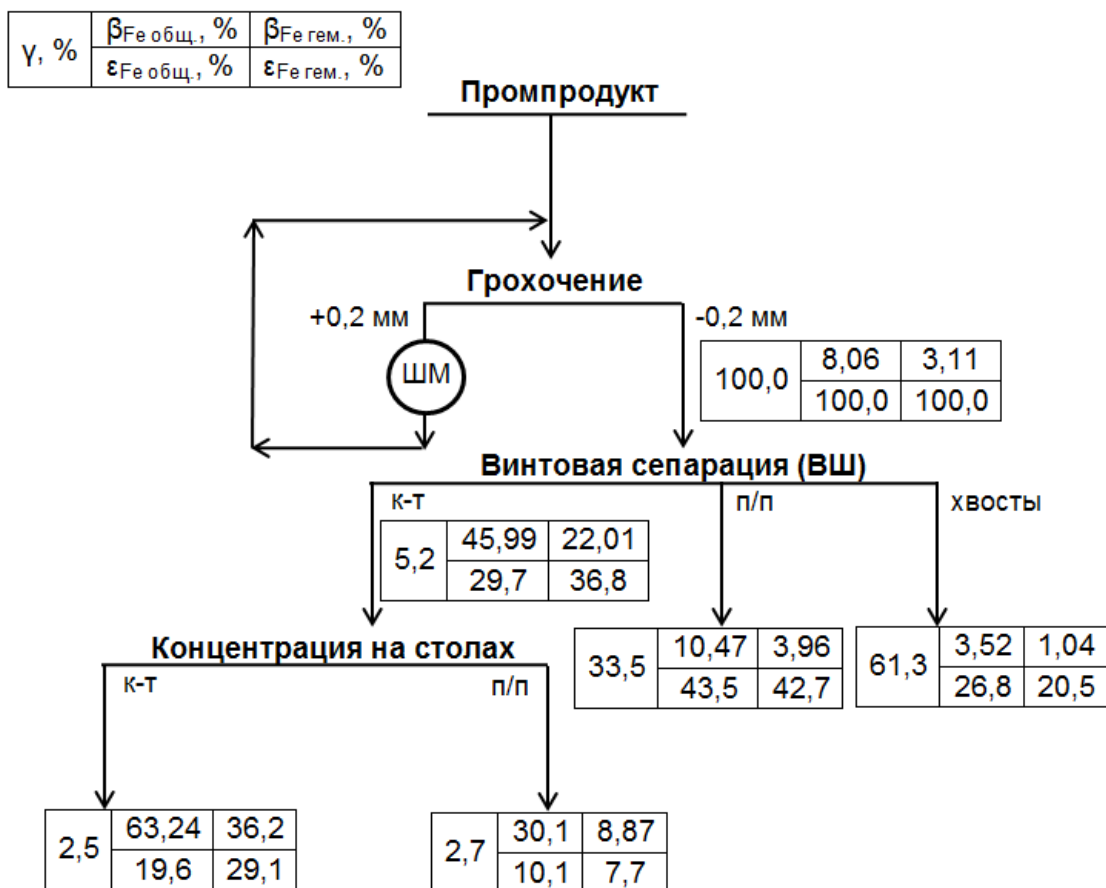 γ, % βFe общ., % βFe гем., %
εFe общ., % εFe гем., %
Промпродукт
Грохочение
+0,2 мм -0,2 мм
ШМ
100,0 8,06 3,11
100,0 100,0
Винтовая сепарация (ВШ)
к-т п/п хвосты
5,2 45,99 22,01
29,7 36,8
Концентрация на столах
33,5 10,47 3,96
43,5 42,7
61,3 3,52 1,04
26,8 20,5
к-т п/п
2,5 63,24 36,2
19,6 29,1
2,7 30,1 8,87
10,1 7,7